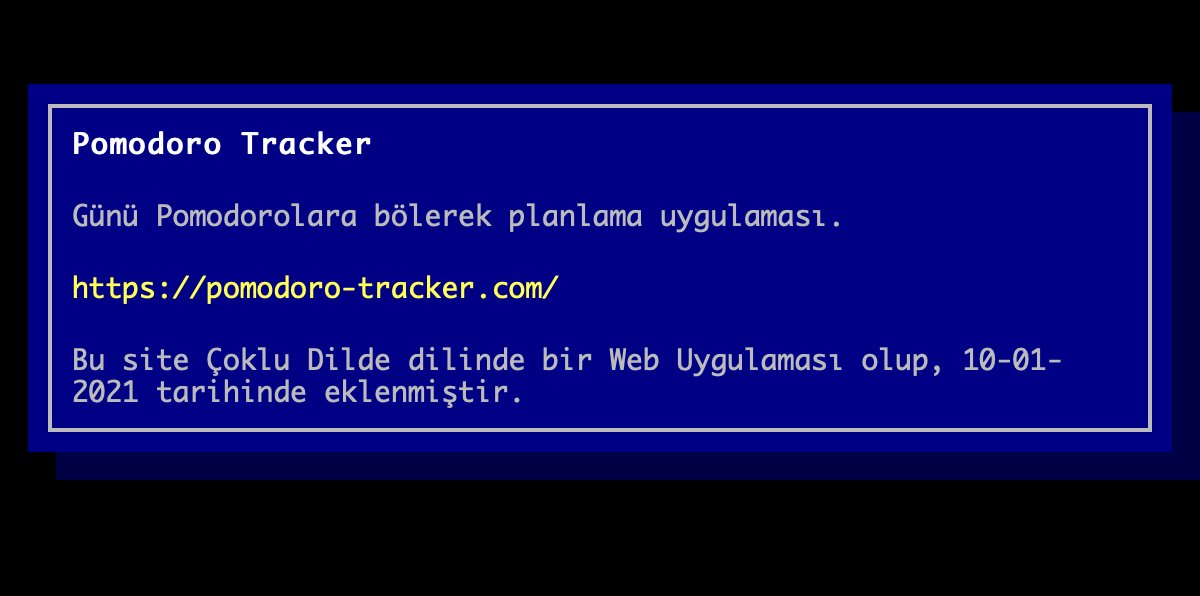 Pomodoro Tracker
Günü Pomodorolara bölerek planlama uygulaması.
https://pomodoro-tracker.com/
Bu site Çoklu Dilde dilinde bir Web Uygulaması olup, 10-01-
2021 tarihinde eklenmiştir.